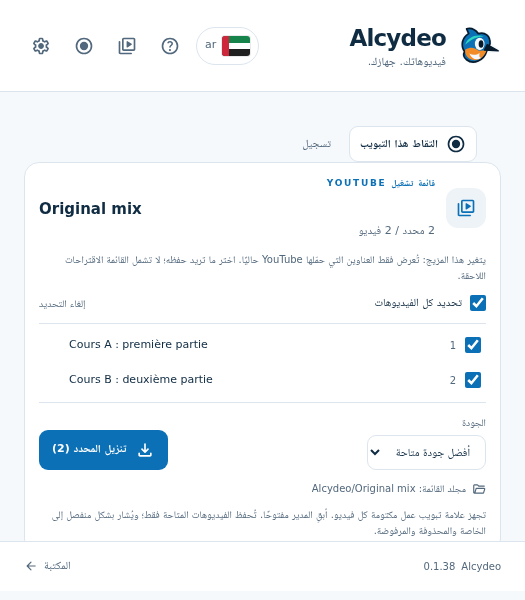 Alcydeo
فيديوهاتك. جهازك.
ar
التقاط هذا التبويب
تسجيل
قائمة تشغيل YOUTUBE
Original mix
2 محدد / 2 فيديو
يتغير هذا المزيج: تُعرض فقط العناوين التي حمّلها YouTube حاليًا. اختر ما تريد حفظه؛ لا تشمل القائمة الاقتراحات
اللاحقة.
تحديد كل الفيديوهات
إلغاء التحديد
1 Cours A : première partie
2 Cours B : deuxième partie
الجودة
أفضل جودة متاحة
تنزيل المحدد (2)
مجلد القائمة: Alcydeo/Original mix
تجهز علامة تبويب عمل مكتومة كل فيديو. أبقِ المدير مفتوحًا. تُحفظ الفيديوهات المتاحة فقط؛ ويُشار بشكل منفصل إلى
الخاصة والمحذوفة والمرفوضة.
Alcydeo 0.1.38
المكتبة